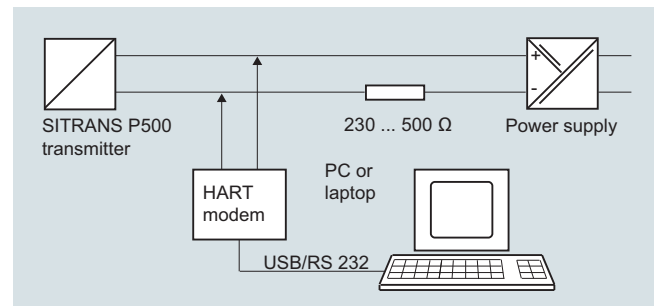 +
-
SITRANS P500
transmitter
230 ... 500 Ω
Power supply
PC or
laptop
HART
modem
USB/RS 232